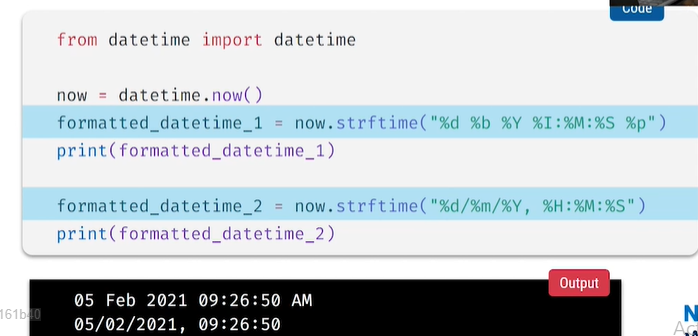 Code
from datetime import datetime
now = datetime.now()
formatted_datetime_1 = now.strftime("%d %b %Y %I:%M:%S %p")
print(formatted_datetime_1)
formatted_datetime_2 = now.strftime("%d/%m/%Y, %H:%M:%S")
print(formatted_datetime_2)
Output
05 Feb 2021 09:26:50 AM
161b40
05/02/2021, 09:26:50